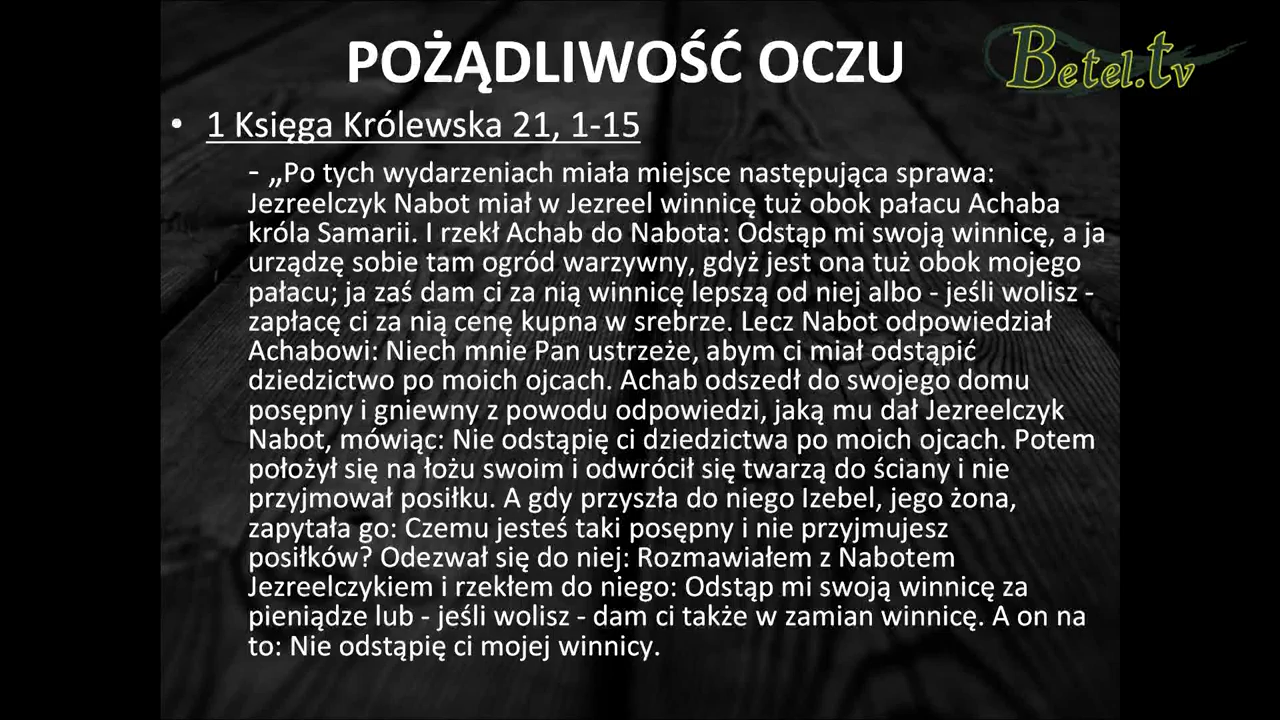 POŻĄDLIWOŚĆ OCZU
Betel.tv
• 1 Księga Królewska 21, 1-15
- „Po tych wydarzeniach miała miejsce następująca sprawa:
Jezreelczyk Nabot miał w Jezreel winnicę tuż obok pałacu Achaba
króla Samarii. I rzekł Achab do Nabota: Odstąp mi swoją winnicę, a ja
urządzę sobie tam ogród warzywny, gdyż jest ona tuż obok mojego
pałacu; ja zaś dam ci za nią winnicę lepszą od niej albo - jeśli wolisz -
zapłacę ci za nią cenę kupna w srebrze. Lecz Nabot odpowiedział
Achabowi: Niech mnie Pan ustrzeże, abym ci miał odstąpić
dziedzictwo po moich ojcach. Achab odszedł do swojego domu
posępny i gniewny z powodu odpowiedzi, jaką mu dał Jezreelczyk
Nabot, mówiąc: Nie odstąpię ci dziedzictwa po moich ojcach. Potem
położył się na łożu swoim i odwrócił się twarzą do ściany i nie
przyjmował posiłku. A gdy przyszła do niego Izebel, jego żona,
zapytała go: Czemu jesteś taki posępny i nie przyjmujesz
posiłków? Odezwał się do niej: Rozmawiałem z Nabotem
Jezreelczykiem i rzekłem do niego: Odstąp mi swoją winnicę za
pieniądze lub - jeśli wolisz - dam ci także w zamian winnicę. A on na
to: Nie odstąpię ci mojej winnicy.